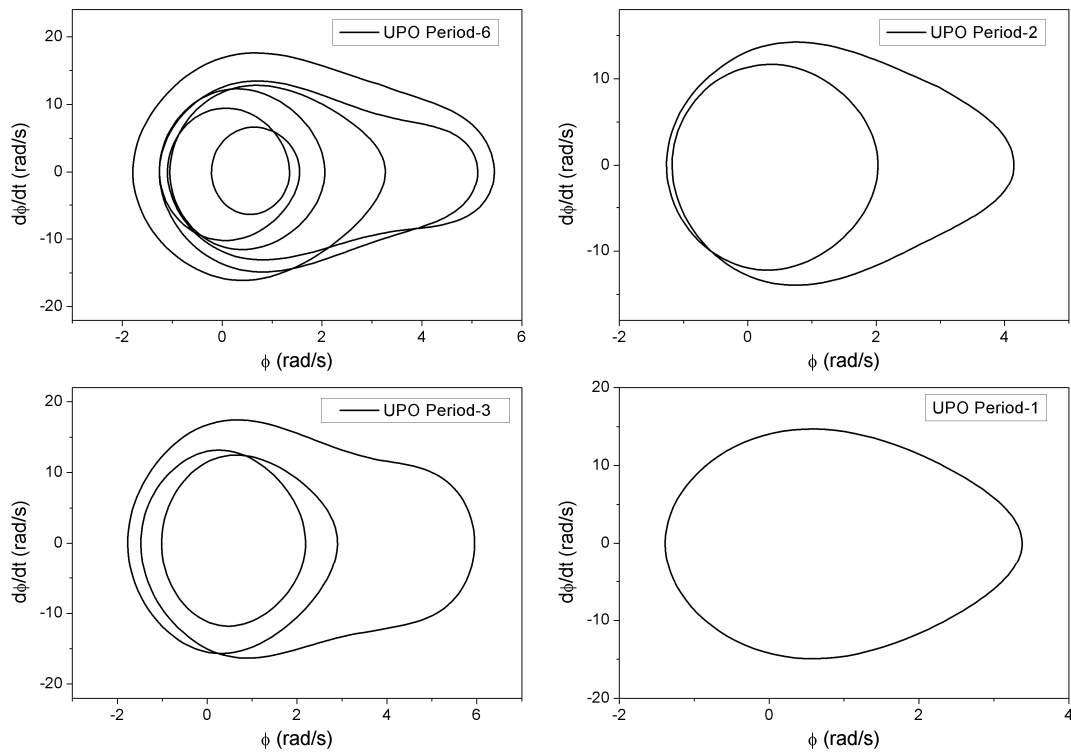 UPO Period-6
20
10
0
-10
-20
dϕ/dt (rad/s)
-2 0 2 4 6
ϕ (rad/s)
UPO Period-2
10
0
-10
dϕ/dt (rad/s)
-2 0 2 4
ϕ (rad/s)
UPO Period-3
20
10
0
-10
-20
dϕ/dt (rad/s)
-2 0 2 4 6
ϕ (rad/s)
UPO Period-1
20
10
0
-10
-20
dϕ/dt (rad/s)
-2 0 2 4
ϕ (rad/s)